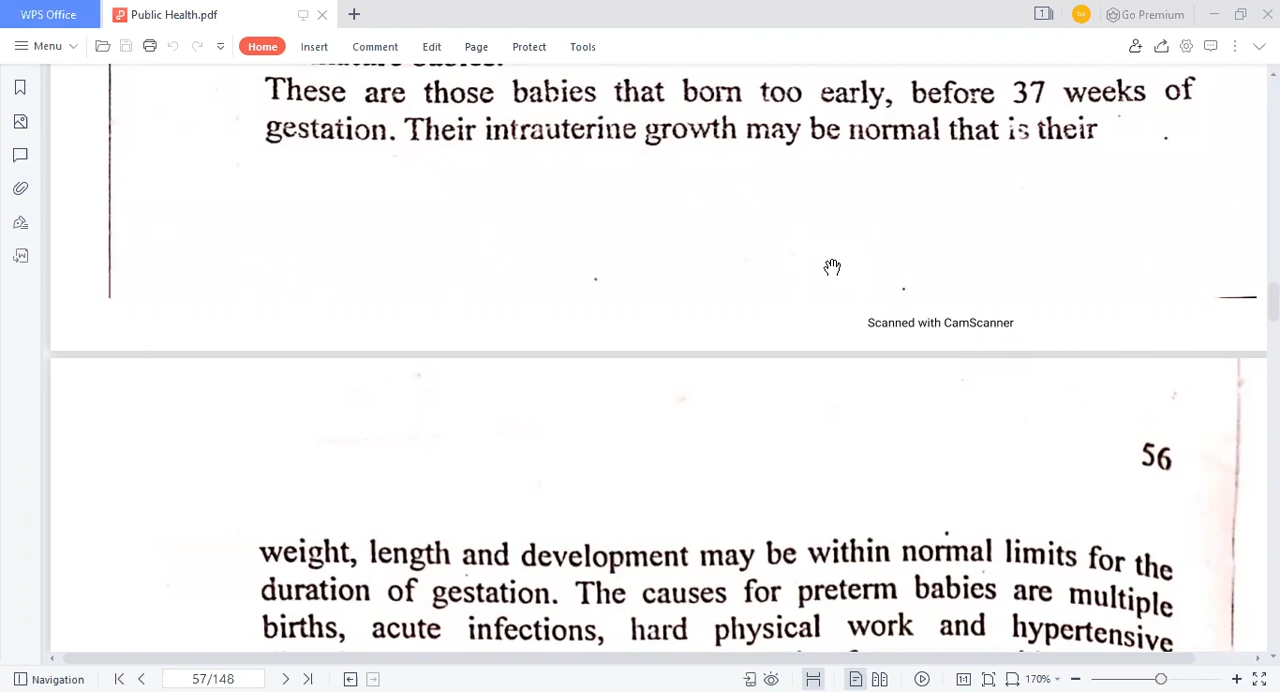 WPS Office
Public Health.pdf
Go Premium
Menu
Home
Insert
Comment
Edit
Page
Protect
Tools
mature babies.
These are those babies that born too early, before 37 weeks of
gestation. Their intrauterine growth may be normal that is their
Scanned with CamScanner
56
weight, length and development may be within normal limits for the
duration of gestation. The causes for preterm babies are multiple
births, acute infections, hard physical work and hypertensive
Navigation
57/148
170%